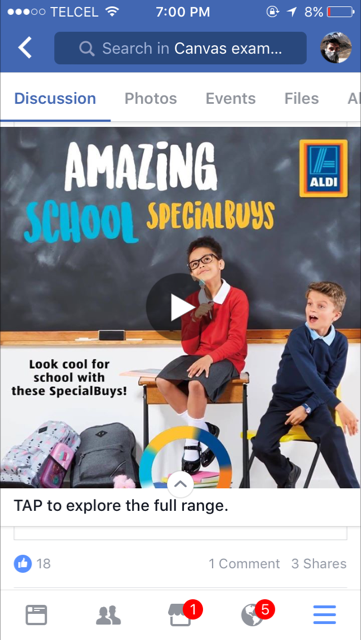 TELCEL 7:00 PM 8%
Search in Canvas exam...
Discussion Photos Events Files Al
AMAZING
SCHOOL SPECIALBUYS
ALDI
Look cool for
school with
these SpecialBuys!
TAP to explore the full range.
18 1 Comment 3 Shares
1 5